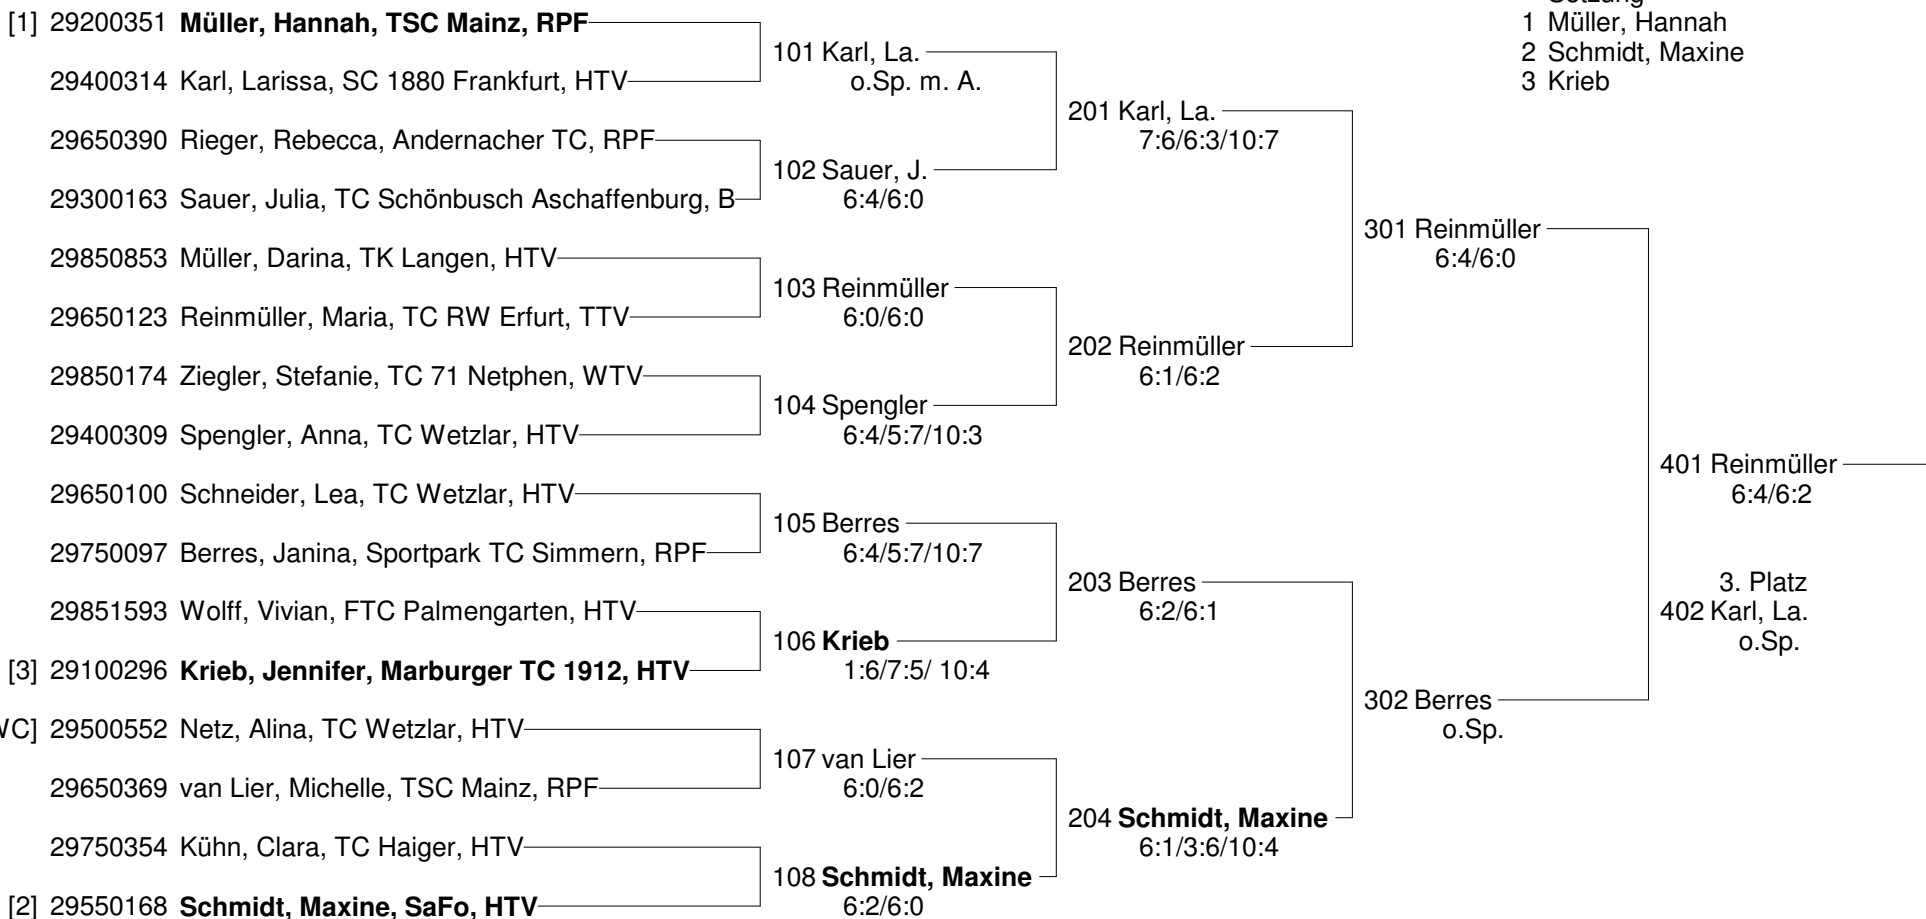 Setzung
1 Müller, Hannah
2 Schmidt, Maxine
3 Krieb
[1] 29200351 Müller, Hannah, TSC Mainz, RPF
29400314 Karl, Larissa, SC 1880 Frankfurt, HTV
29650390 Rieger, Rebecca, Andernacher TC, RPF
29300163 Sauer, Julia, TC Schönbusch Aschaffenburg, B
29850853 Müller, Darina, TK Langen, HTV
29650123 Reinmüller, Maria, TC RW Erfurt, TTV
29850174 Ziegler, Stefanie, TC 71 Netphen, WTV
29400309 Spengler, Anna, TC Wetzlar, HTV
29650100 Schneider, Lea, TC Wetzlar, HTV
29750097 Berres, Janina, Sportpark TC Simmern, RPF
29851593 Wolff, Vivian, FTC Palmengarten, HTV
[3] 29100296 Krieb, Jennifer, Marburger TC 1912, HTV
WC] 29500552 Netz, Alina, TC Wetzlar, HTV
29650369 van Lier, Michelle, TSC Mainz, RPF
29750354 Kühn, Clara, TC Haiger, HTV
[2] 29550168 Schmidt, Maxine, SaFo, HTV
101 Karl, La.
o.Sp. m. A.
102 Sauer, J.
6:4/6:0
103 Reinmüller
6:0/6:0
104 Spengler
6:4/5:7/10:3
105 Berres
6:4/5:7/10:7
106 Krieb
1:6/7:5/ 10:4
107 van Lier
6:0/6:2
108 Schmidt, Maxine
6:2/6:0
201 Karl, La.
7:6/6:3/10:7
202 Reinmüller
6:1/6:2
203 Berres
6:2/6:1
204 Schmidt, Maxine
6:1/3:6/10:4
301 Reinmüller
6:4/6:0
302 Berres
o.Sp.
401 Reinmüller
6:4/6:2
3. Platz
402 Karl, La.
o.Sp.